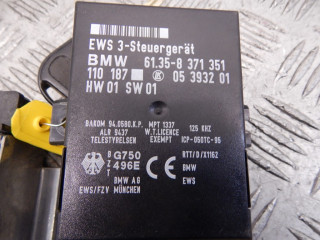 EWS 3-Steuergerät
BMW 61.35-8 371 351
110 187 05 3932 01
HW 01 SW 01
BAKOM 94.0580.K.P. MPT 1337 125 KHZ
ALR 9437 W.T.LICENCE
TELESTYRELSEN EXEMPT ICP-050TC-95
G750 RTT/D/X1162
496E BMW
BMW AG EWS
EWS/FZV MÜNCHEN